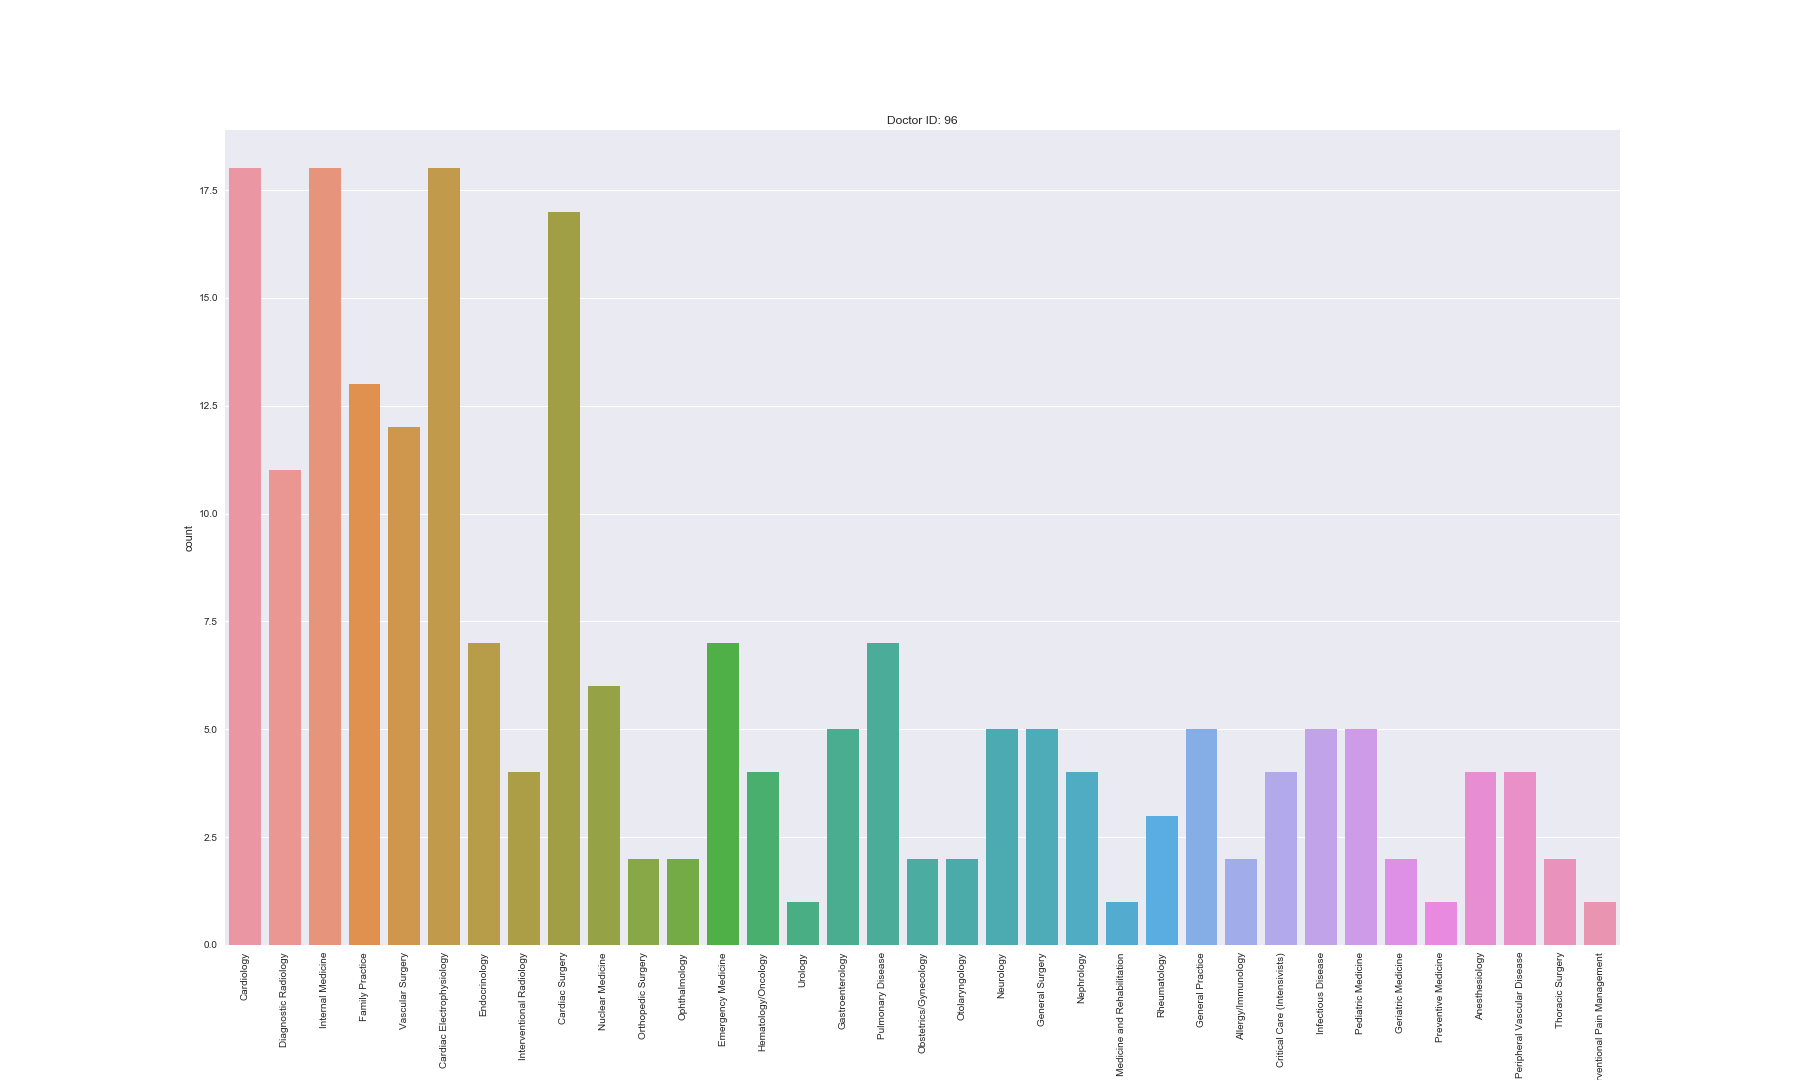 Doctor ID: 96
17.5
15.0
12.5
10.0
7.5
5.0
2.5
0.0
count
Cardiology
Diagnostic Radiology
Internal Medicine
Family Practice
Vascular Surgery
Cardiac Electrophysiology
Endocrinology
Interventional Radiology
Cardiac Surgery
Nuclear Medicine
Orthopedic Surgery
Ophthalmology
Emergency Medicine
Hematology/Oncology
Urology
Gastroenterology
Pulmonary Disease
Obstetrics/Gynecology
Otolaryngology
Neurology
General Surgery
Nephrology
Medicine and Rehabilitation
Rheumatology
General Practice
Allergy/Immunology
Critical Care (Intensivists)
Infectious Disease
Pediatric Medicine
Geriatric Medicine
Preventive Medicine
Anesthesiology
Peripheral Vascular Disease
Thoracic Surgery
Pain Management